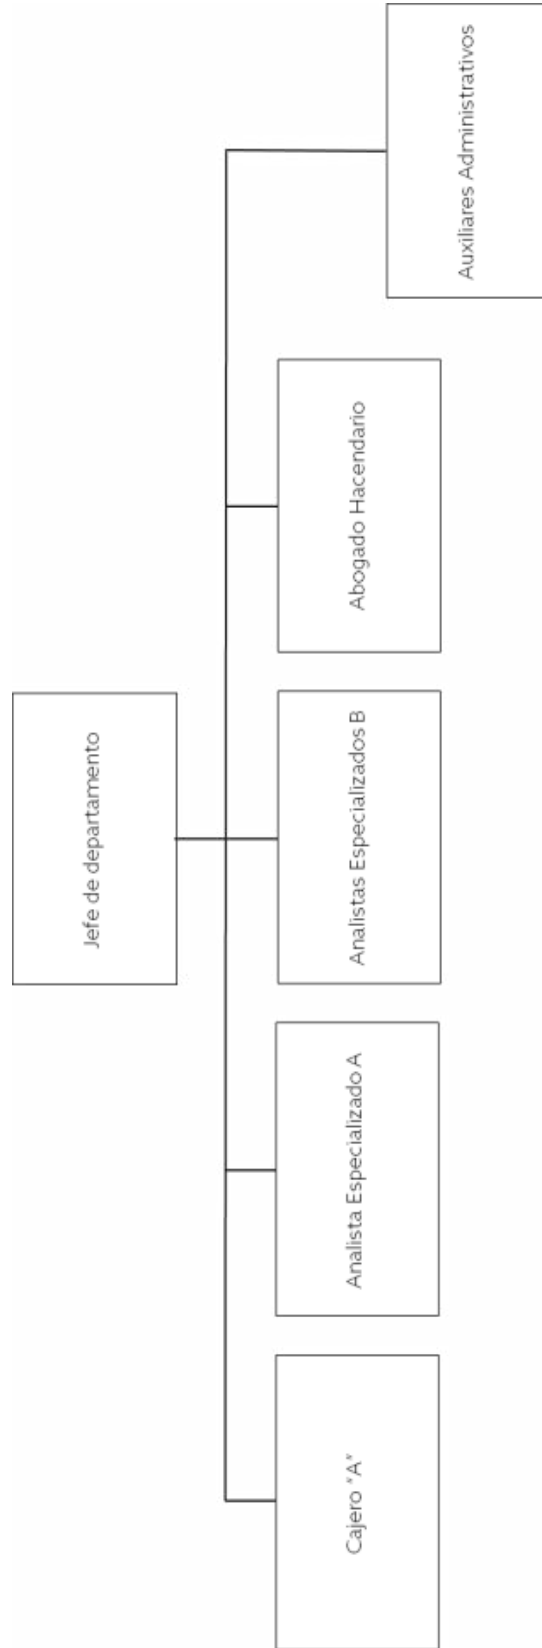 Jefe de departamento
Cajero "A"
Analista Especializado A
Analistas Especializados B
Abogado Hacendario
Auxiliares Administrativos